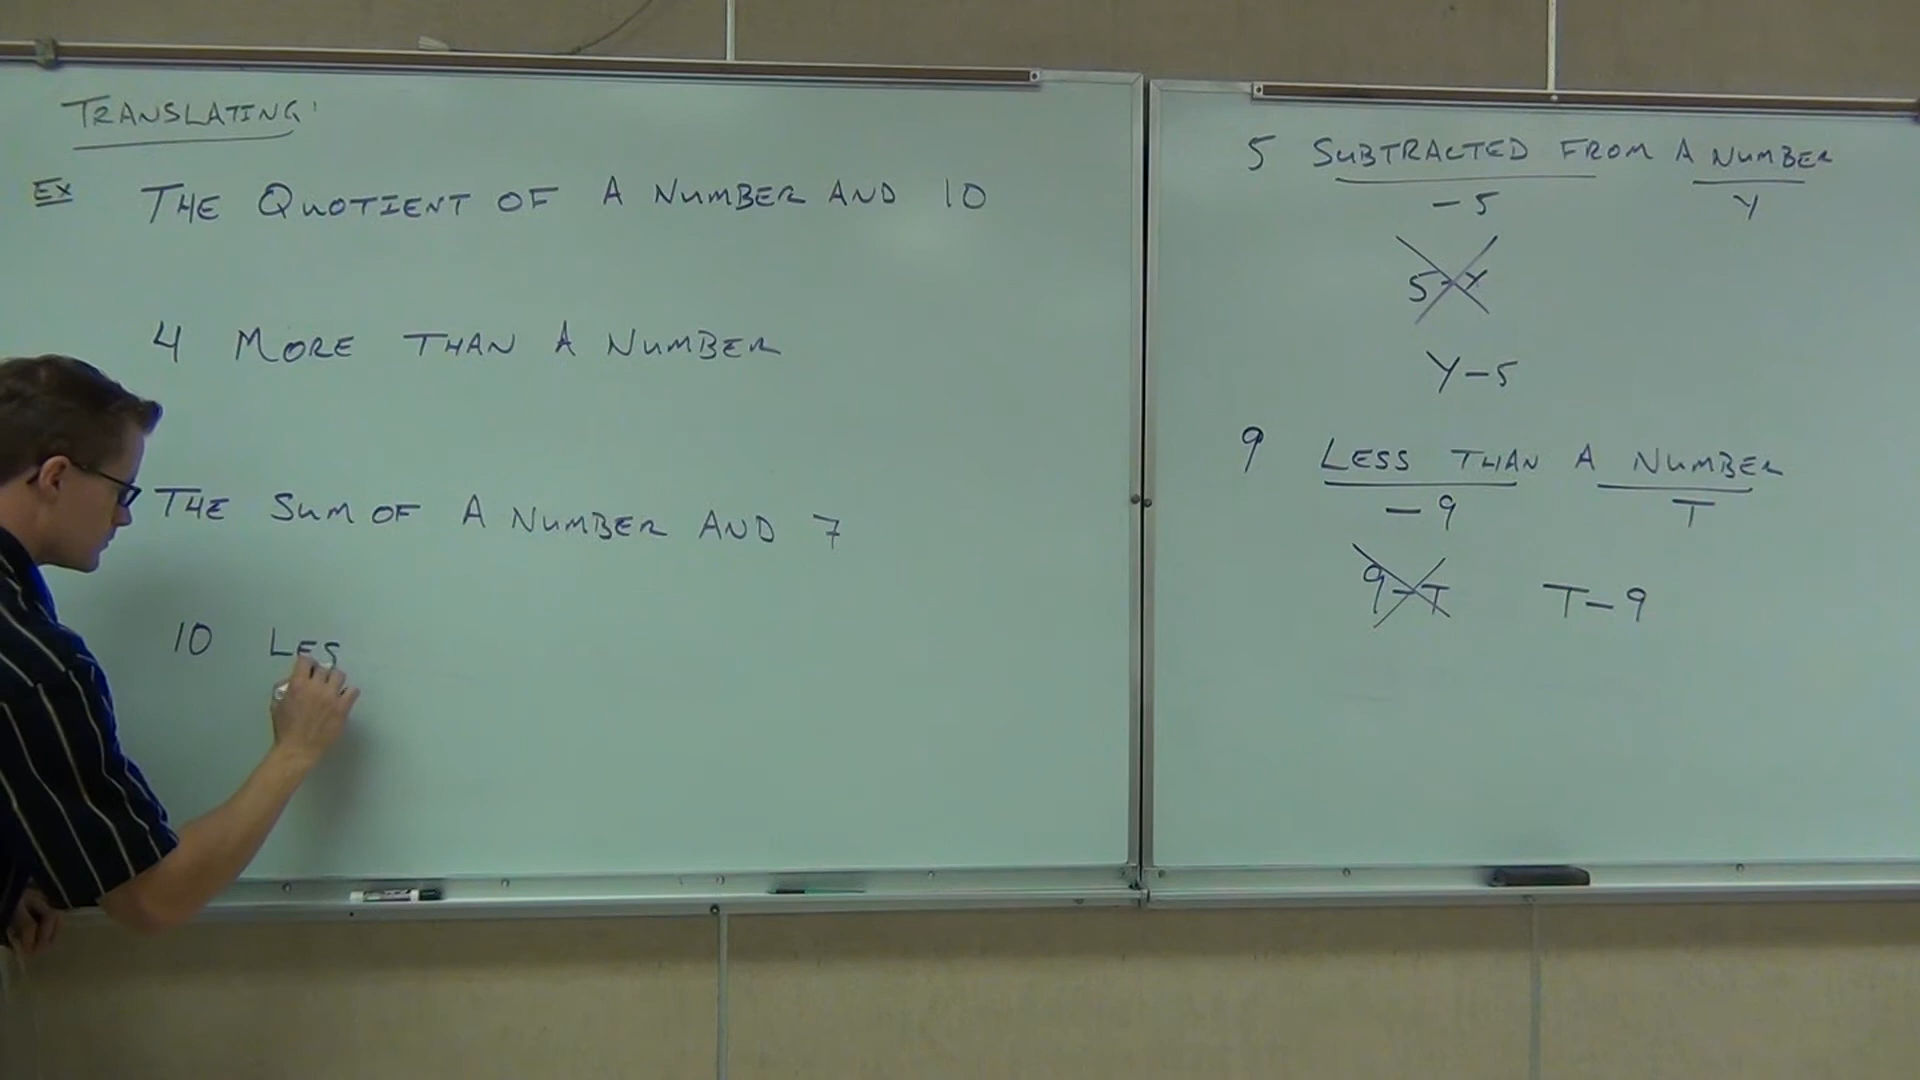 TRANSLATING:
EX THE QUOTIENT OF A NUMBER AND 10
4 MORE THAN A NUMBER
THE SUM OF A NUMBER AND 7
10 LES
5 SUBTRACTED FROM A NUMBER
-5 Y
5-Y
Y-5
9 LESS THAN A NUMBER
-9 T
9-T T-9